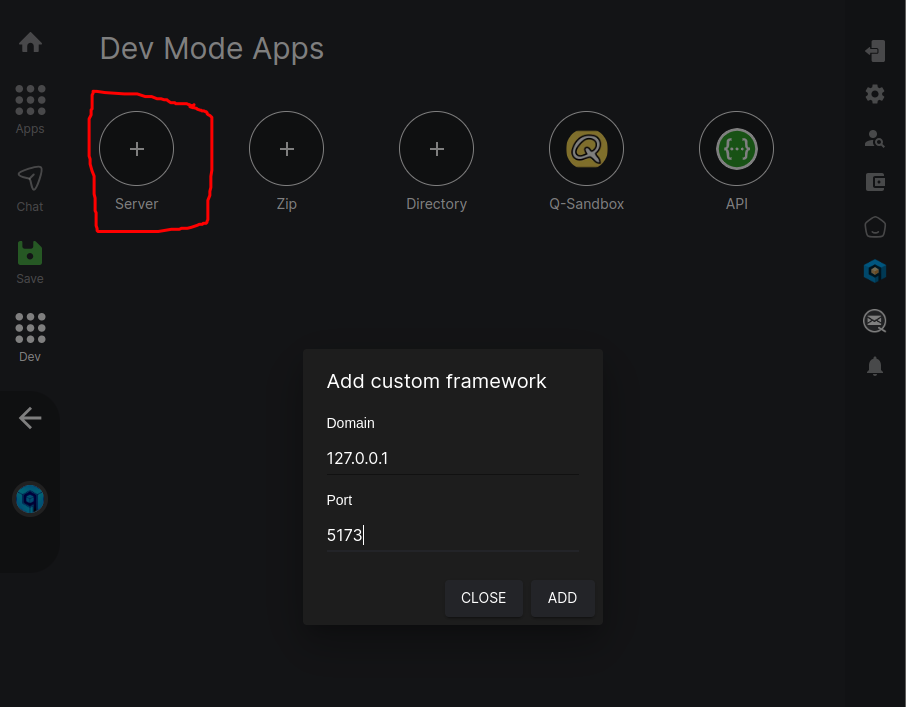 Dev Mode Apps
Apps
Chat
Save
Dev
Server
Zip
Directory
Q-Sandbox
API
Add custom framework
Domain
127.0.0.1
Port
5173
CLOSE
ADD